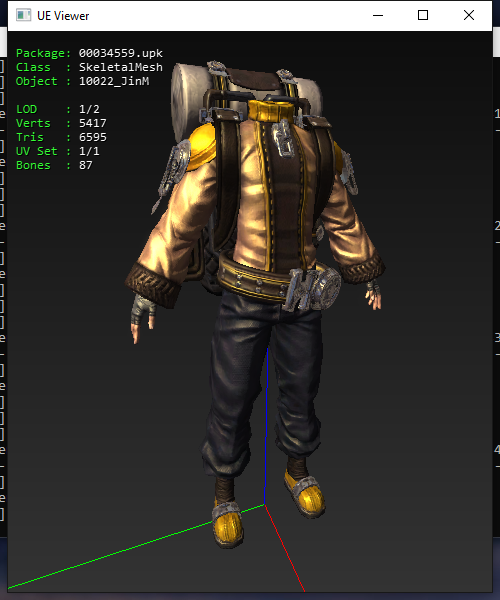 UE Viewer
Package: 00034559.upk
Class : SkeletalMesh
Object : 10022_JinM
LOD : 1/2
Verts : 5417
Tris : 6595
UV Set : 1/1
Bones : 87